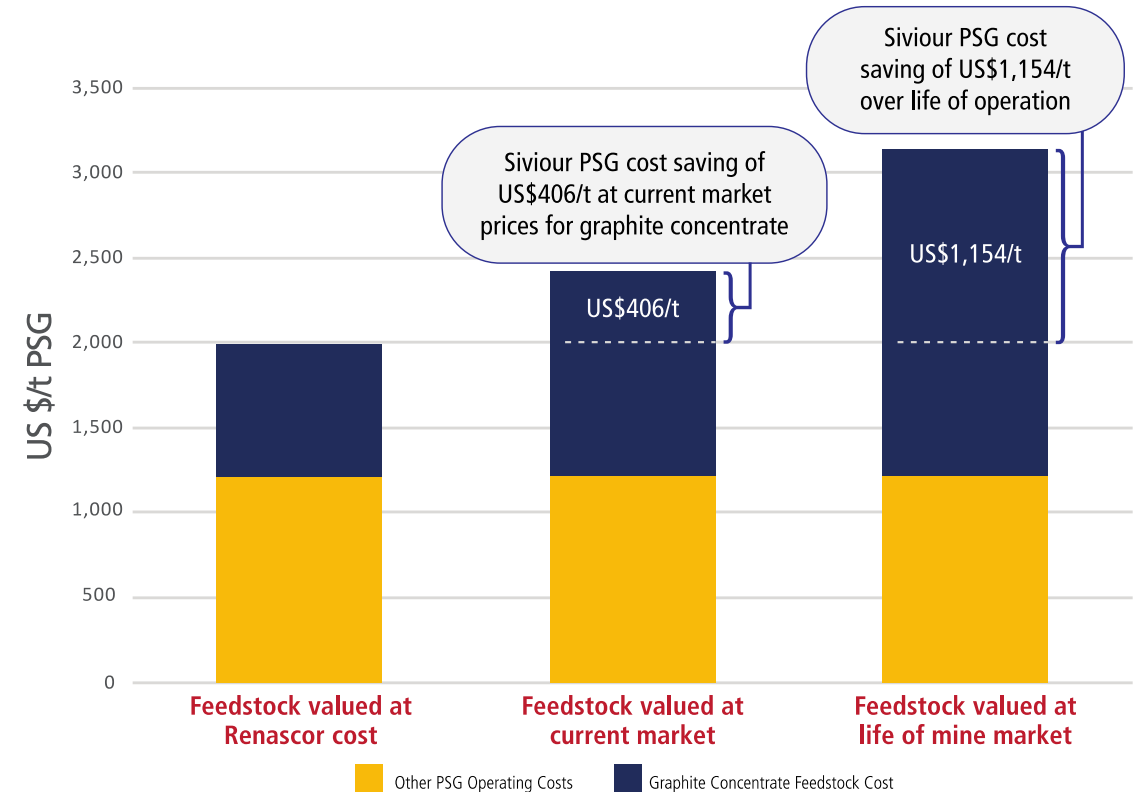 Siviour PSG cost
saving of US$1,154/t
over life of operation
Siviour PSG cost saving of
US$406/t at current market
prices for graphite concentrate
US $/t PSG
3,500
3,000
2,500
2,000
1,500
1,000
500
0
US$406/t
US$1,154/t
Feedstock valued at
Renascor cost
Feedstock valued at
current market
Feedstock valued at
life of mine market
Other PSG Operating Costs
Graphite Concentrate Feedstock Cost